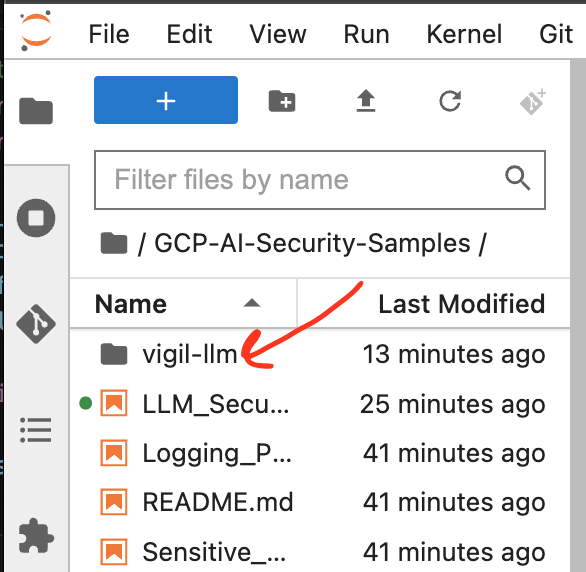 File Edit View Run Kernel Git
Filter files by name
/ GCP-AI-Security-Samples /
Name Last Modified
vigil-llm 13 minutes ago
LLM_Secu... 25 minutes ago
Logging_P... 41 minutes ago
README.md 41 minutes ago
Sensitive_... 41 minutes ago